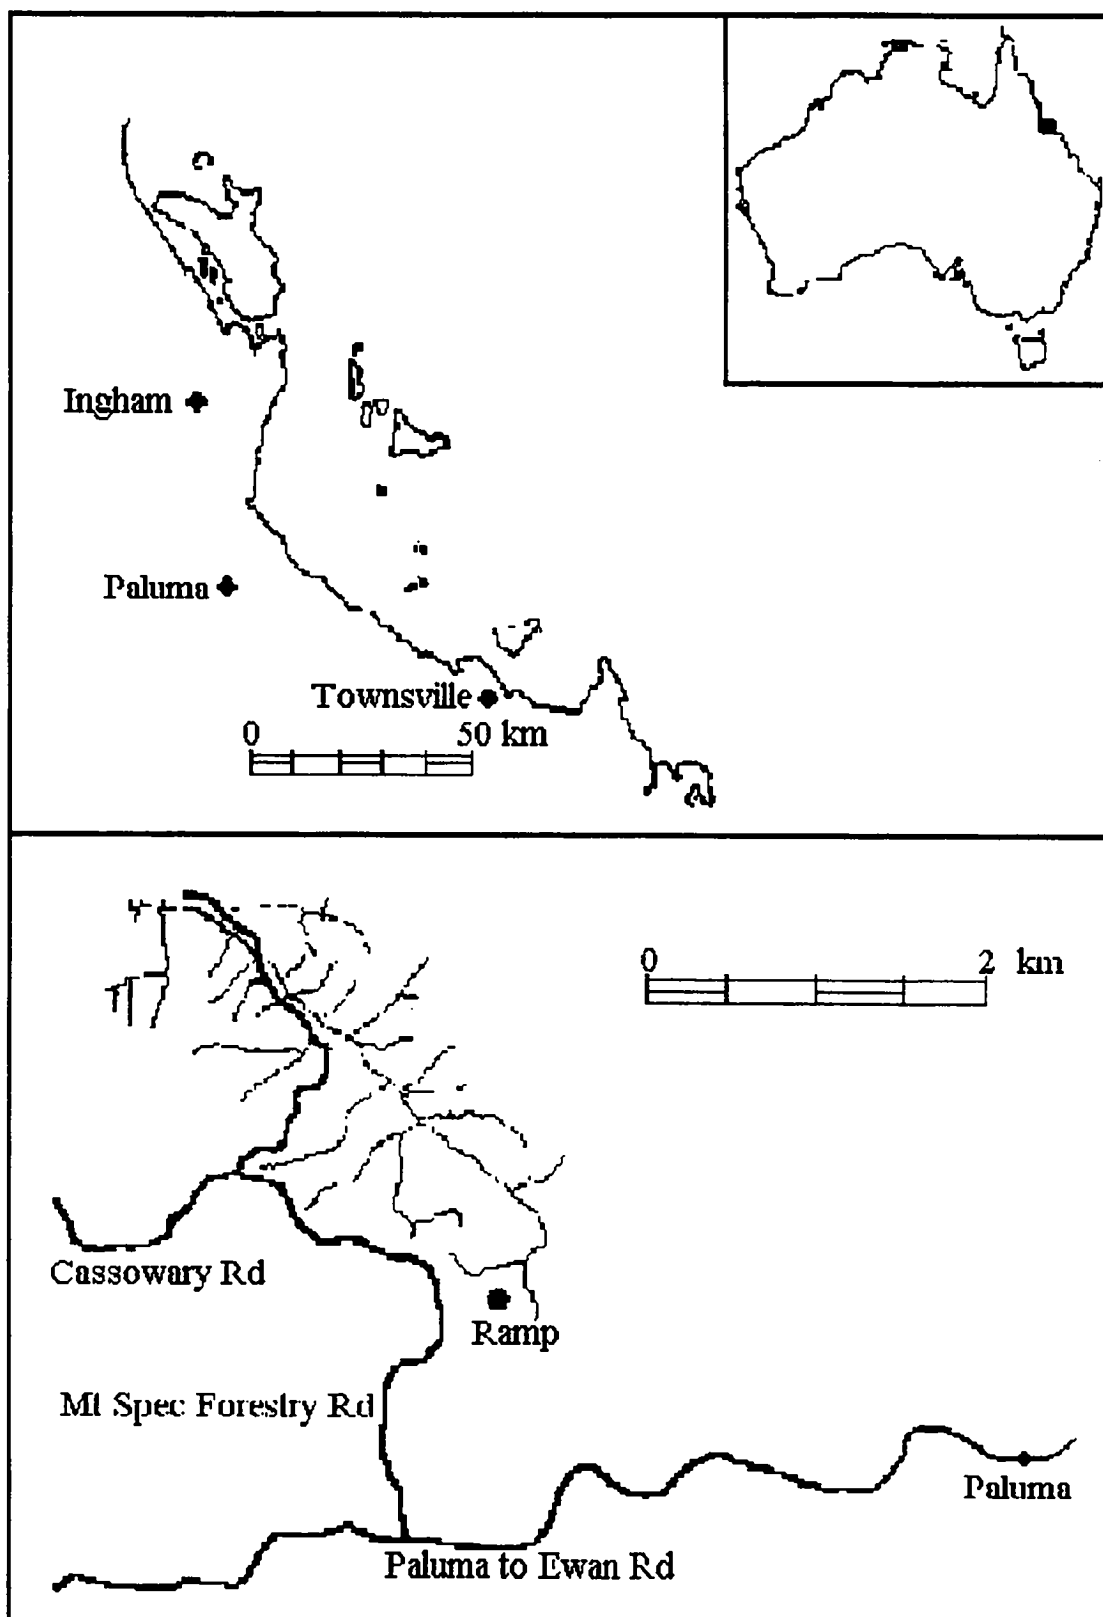 Ingham
Paluma
Townsville
0 50 km
0 2 km
Cassowary Rd
Ramp
Mt Spec Forestry Rd
Paluma
Paluma to Ewan Rd